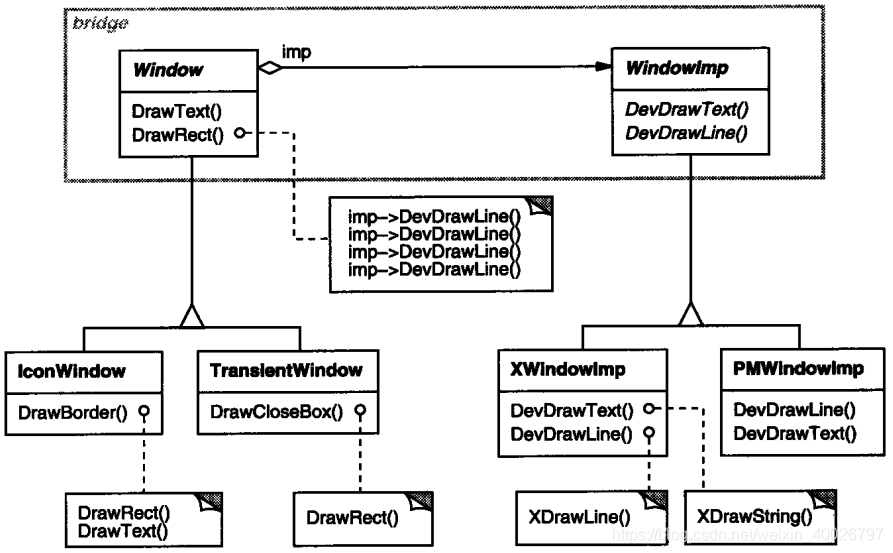 bridge
Window
imp
WindowImp
DrawText()
DrawRect()
DevDrawText()
DevDrawLine()
imp->DevDrawLine()
imp->DevDrawLine()
imp->DevDrawLine()
imp->DevDrawLine()
IconWindow
DrawBorder()
TransientWindow
DrawCloseBox()
XWindowImp
DevDrawText()
DevDrawLine()
PMWindowImp
DevDrawLine()
DevDrawText()
DrawRect()
DrawText()
DrawRect()
XDrawLine()
XDrawString()
https://blog.csdn.net/weixin_40026797